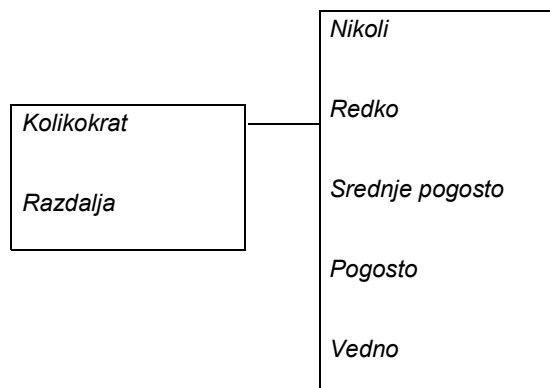 Kolikokrat
Razdalja
Nikoli
Redko
Srednje pogosto
Pogosto
Vedno